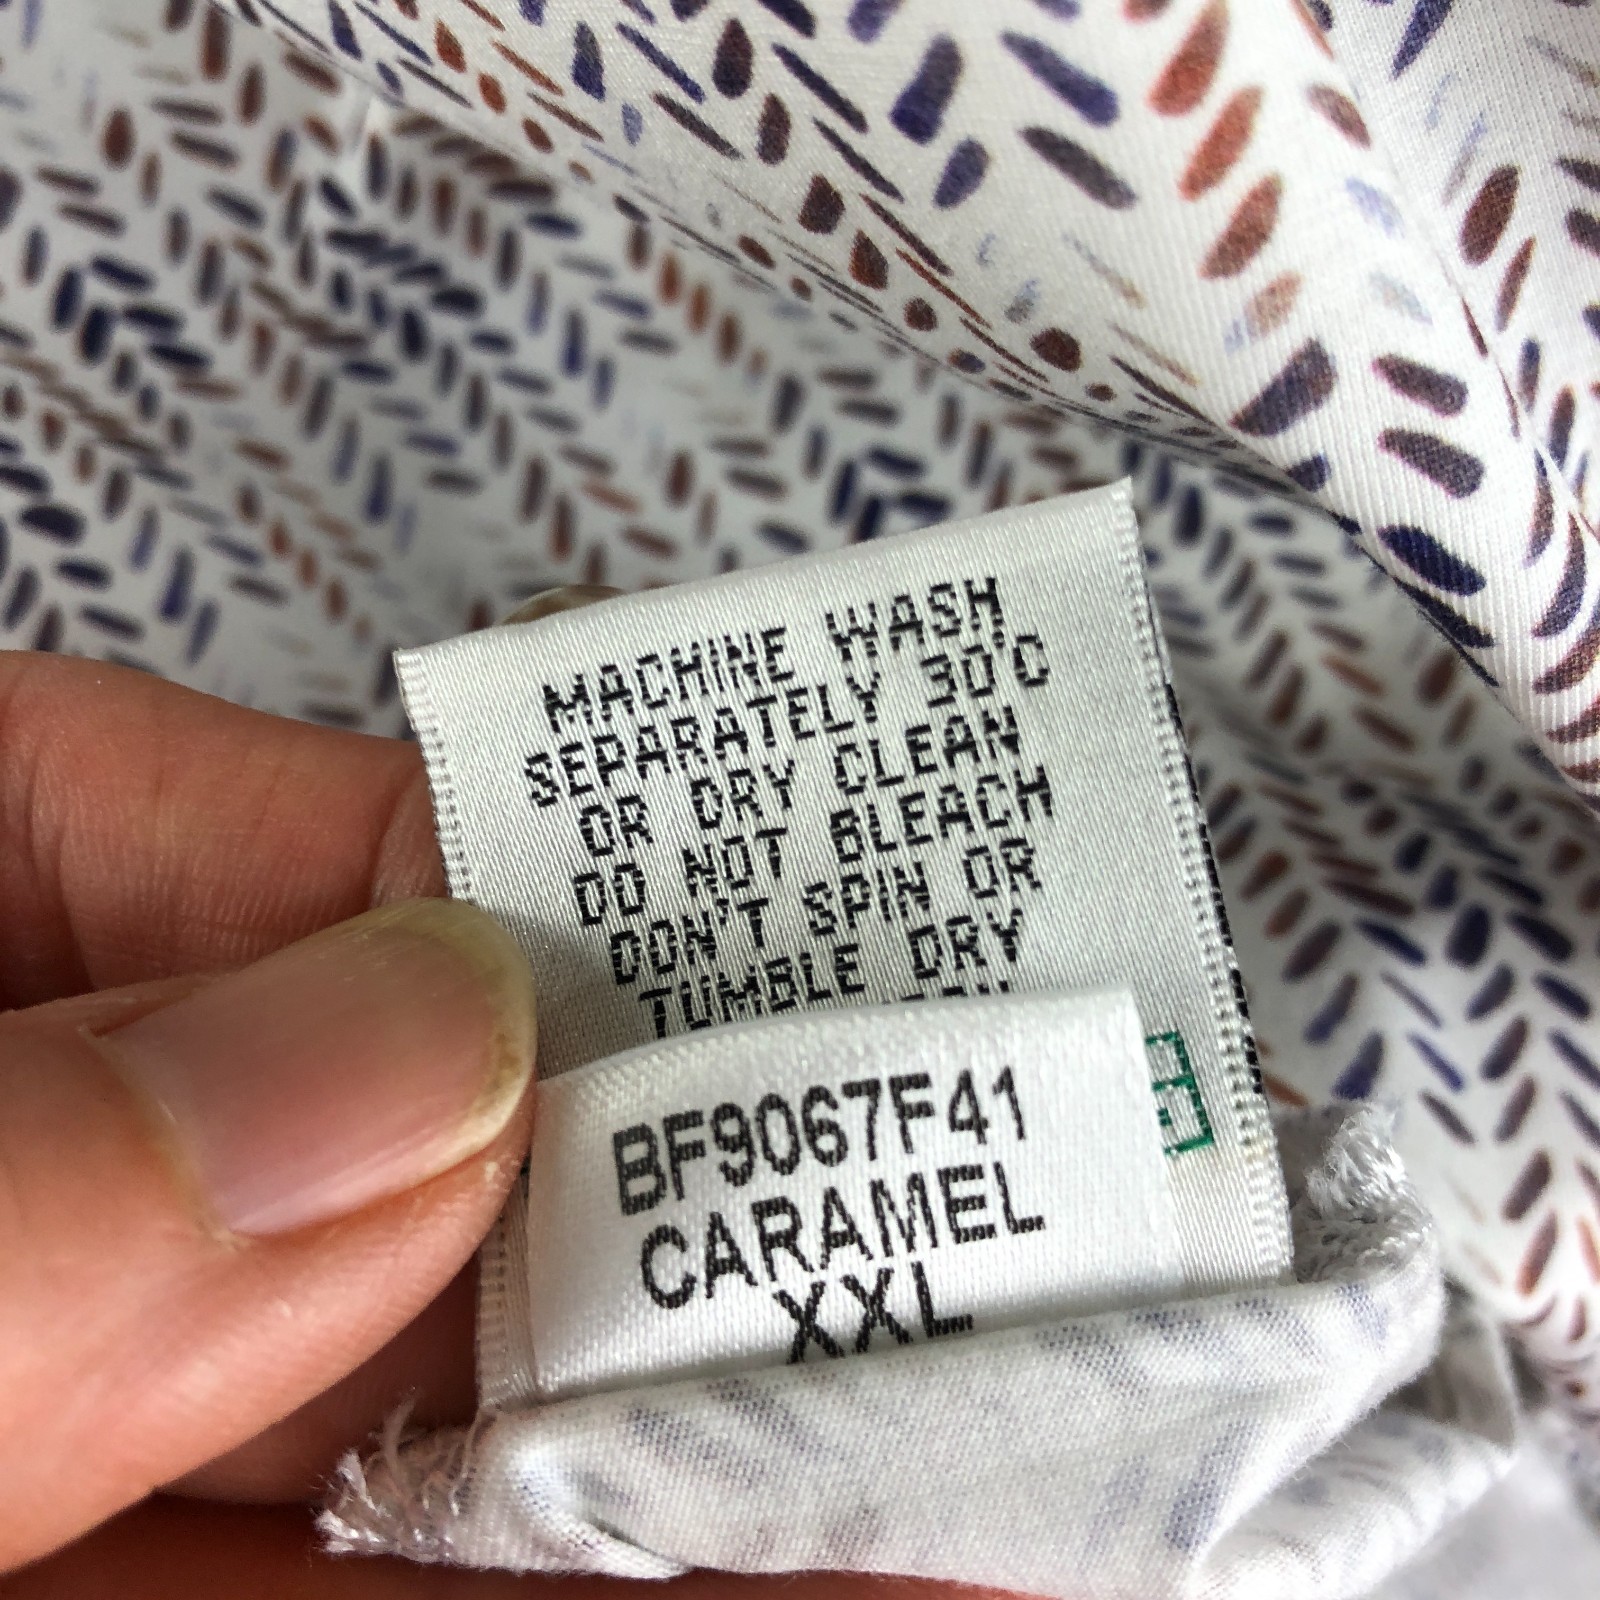 MACHINE WASH
SEPARATELY 30°C
OR DRY CLEAN
DO NOT BLEACH
DON'T SPIN OR
TUMBLE DRY
BF9067F41
CARAMEL
XXL